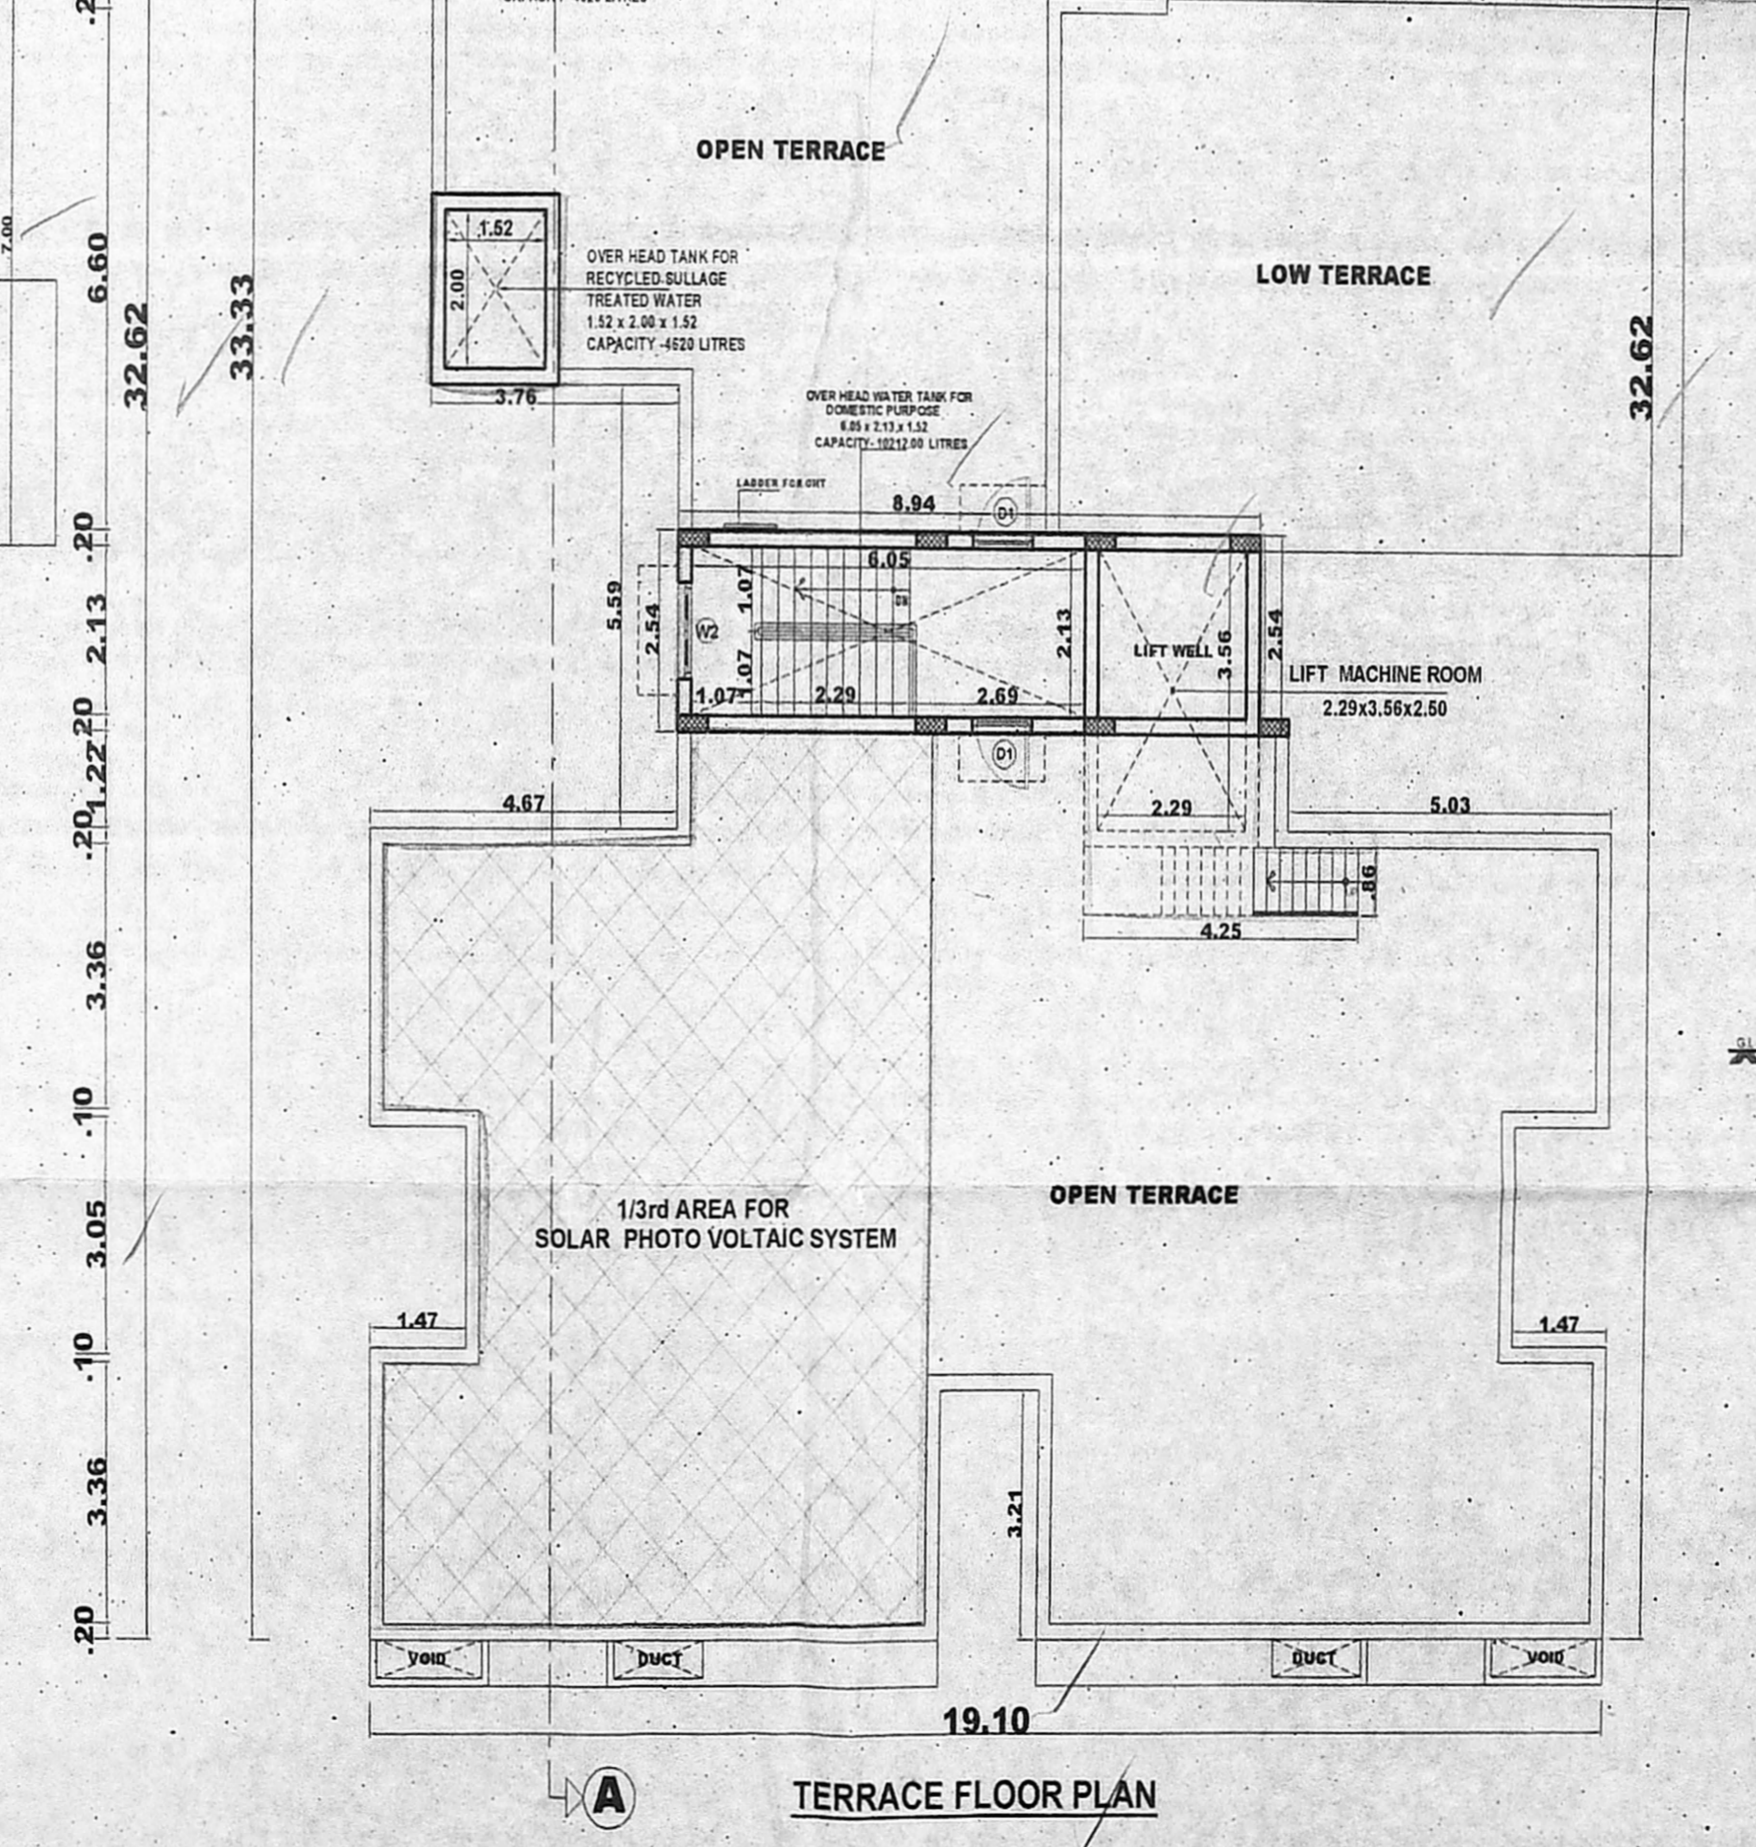 OPEN TERRACE
7.00
1.52
2.00
OVER HEAD TANK FOR
RECYCLED SULLAGE
TREATED WATER
1.52 x 2.00 x 1.52
CAPACITY -4620 LITRES
LOW TERRACE
6.60
32.62
33.33
32.62
3.76
OVER HEAD WATER TANK FOR
DOMESTIC PURPOSE
6.05 x 2.13 x 1.52
CAPACITY- 10212.00 LITRES
LADDER FOR OHT
8.94
D1
.20
6.05
1.07
DN
5.59
2.54
W2
2.13
2.13
LIFT WELL
3.56
2.54
LIFT MACHINE ROOM
2.29x3.56x2.50
1.07
1.07
2.29
2.69
.20
D1
1.22
4.67
2.29
5.03
.20
.86
4.25
3.36
.10
1/3rd AREA FOR
SOLAR PHOTO VOLTAIC SYSTEM
OPEN TERRACE
3.05
1.47
1.47
.10
3.36
3.21
.20
VOID
DUCT
DUCT
VOID
19.10
A
TERRACE FLOOR PLAN